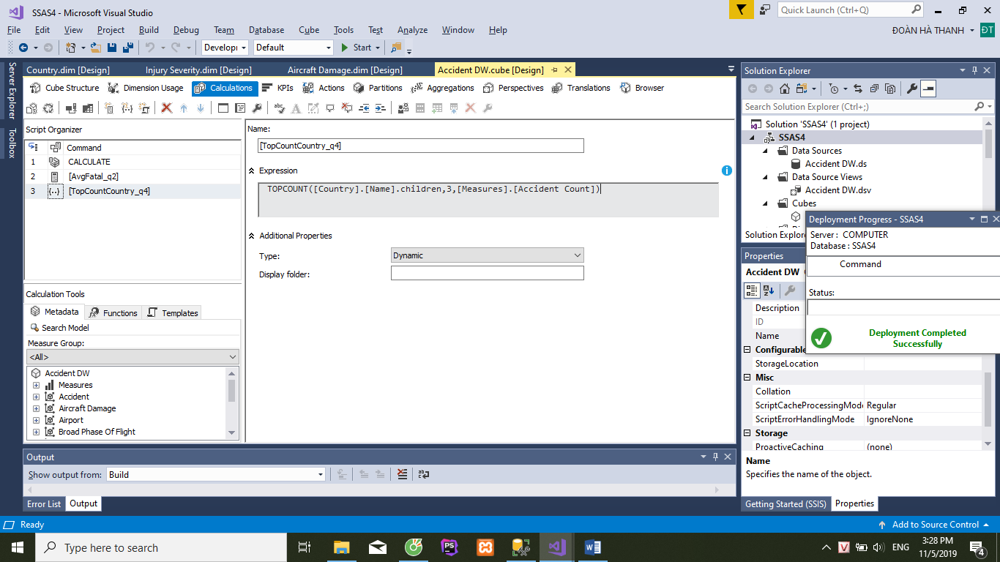 SSAS4 - Microsoft Visual Studio
Quick Launch (Ctrl+Q)
File Edit View Project Build Debug Team Database Cube Tools Test Analyze Window Help
ĐOÀN HÀ THANH ĐT
Develop Default Start
Server Explorer
Toolbox
Country.dim [Design] Injury Severity.dim [Design] Aircraft Damage.dim [Design] Accident DW.cube [Design]
Cube Structure Dimension Usage Calculations KPIs Actions Partitions Aggregations Perspectives Translations Browser
Script Organizer
Command
1 CALCULATE
2 [AvgFatal_q2]
3 [TopCountCountry_q4]
Calculation Tools
Metadata Functions Templates
Search Model
Measure Group:
<All>
Accident DW
Measures
Accident
Aircraft Damage
Airport
Broad Phase Of Flight
Name:
[TopCountCountry_q4]
Expression
TOPCOUNT([Country].[Name].children,3,[Measures].[Accident Count])
Additional Properties
Type: Dynamic
Display folder:
Solution Explorer
Search Solution Explorer (Ctrl+;)
Solution 'SSAS4' (1 project)
SSAS4
Data Sources
Accident DW.ds
Data Source Views
Accident DW.dsv
Cubes
Solution Explore
Deployment Progress - SSAS4
Server : COMPUTER
Database : SSAS4
Command
Status:
Deployment Completed
Successfully
Properties
Accident DW
Description
ID
Name
Configurable
StorageLocation
Misc
Collation
ScriptCacheProcessingMode Regular
ScriptErrorHandlingMode IgnoreNone
Storage
ProactiveCaching (none)
Name
Specifies the name of the object.
Getting Started (SSIS) Properties
Output
Show output from: Build
Error List Output
Ready
Add to Source Control
Type here to search
ENG
3:28 PM
11/5/2019
4